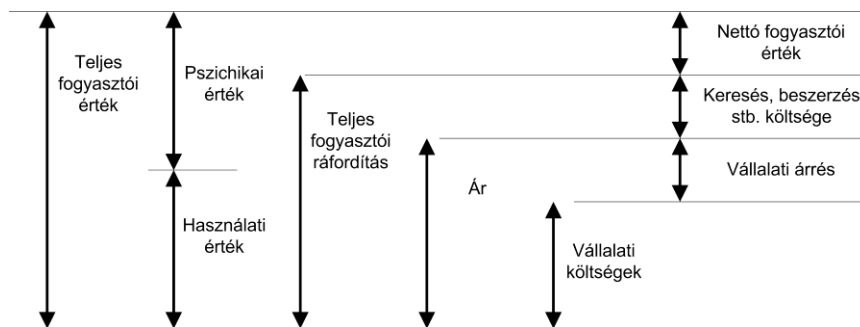 Teljes
fogyasztói
érték
Pszichikai
érték
Használati
érték
Teljes
fogyasztói
ráfordítás
Ár
Vállalati
költségek
Nettó fogyasztói
érték
Keresés, beszerzés
stb. költsége
Vállalati árrés